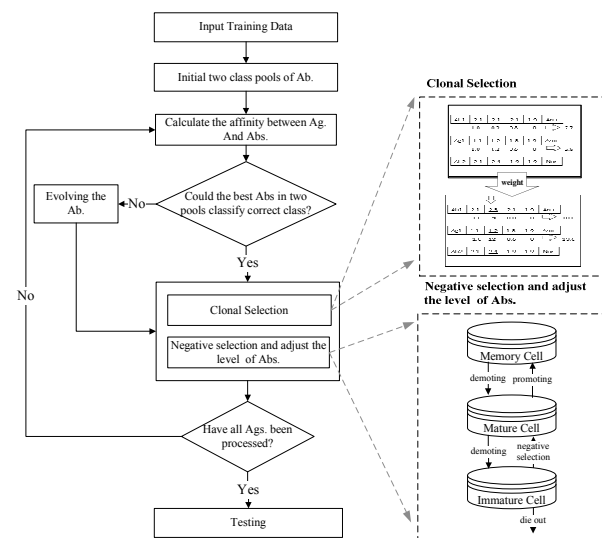 Input Training Data
Initial two class pools of Ab.
Calculate the affinity between Ag.
And Abs.
Could the best Abs in two
pools classify correct class?
No
Evolving the
Ab.
Yes
Clonal Selection
Negative selection and adjust the
level of Abs.
No
Have all Ags. been
processed?
Yes
Testing
Clonal Selection
weight
Negative selection and adjust
the level of Abs.
Memory Cell
demoting
promoting
Mature Cell
demoting
negative
selection
Immature Cell
die out